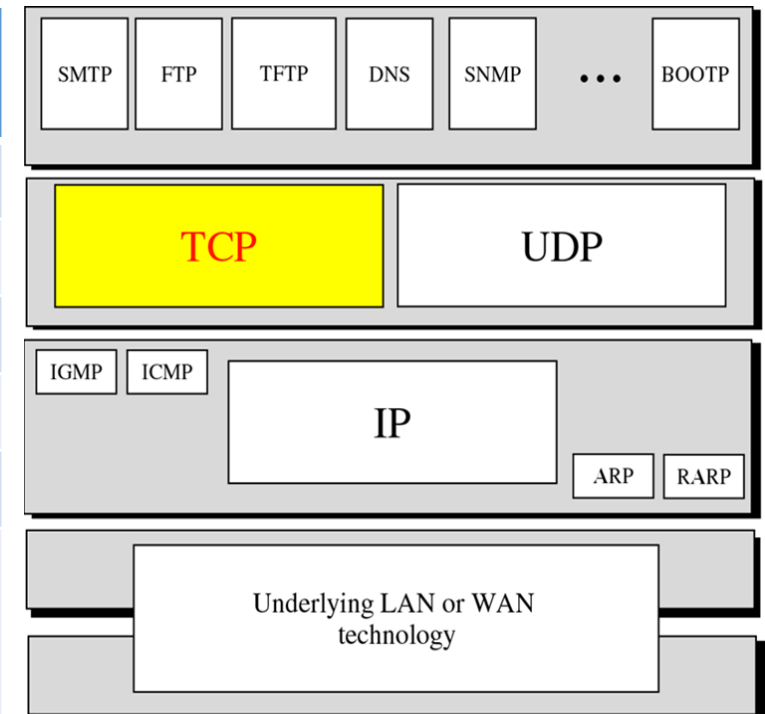 SMTP FTP TFTP DNS SNMP ... BOOTP
TCP UDP
IGMP ICMP
IP
ARP RARP
Underlying LAN or WAN
technology